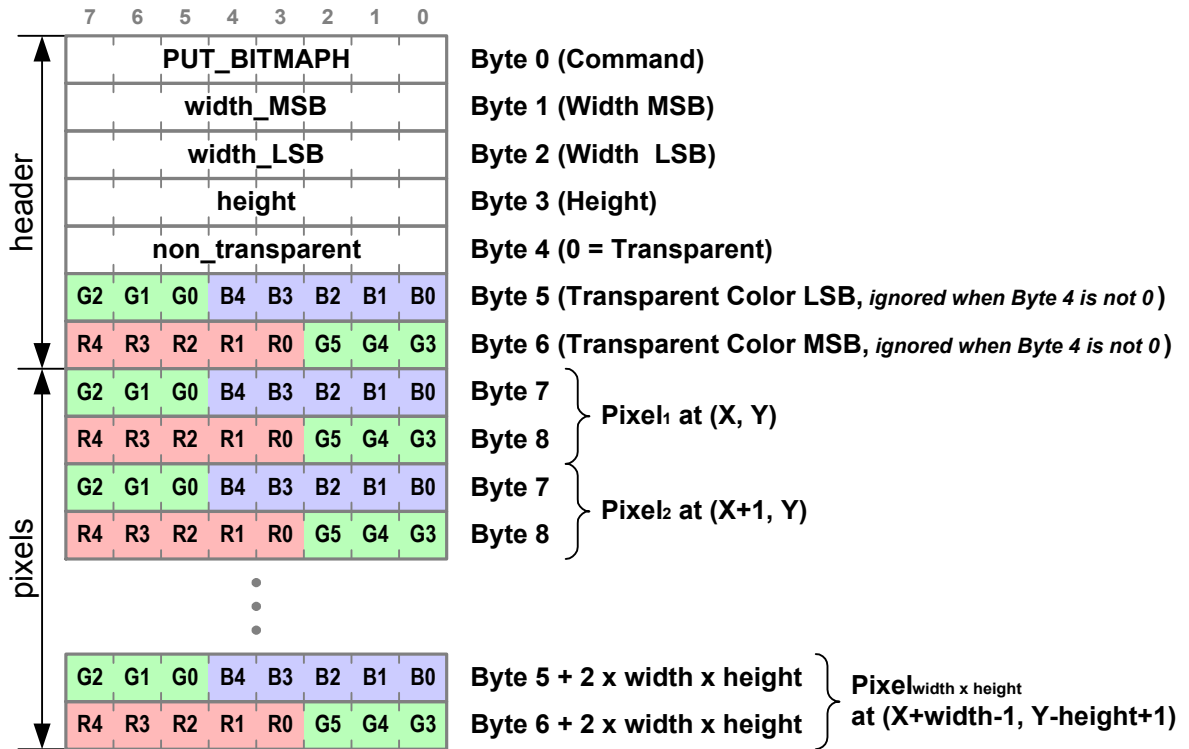 7 6 5 4 3 2 1 0
PUT_BITMAPH Byte 0 (Command)
width_MSB Byte 1 (Width MSB)
width_LSB Byte 2 (Width LSB)
height Byte 3 (Height)
non_transparent Byte 4 (0 = Transparent)
G2 G1 G0 B4 B3 B2 B1 B0 Byte 5 (Transparent Color LSB, ignored when Byte 4 is not 0)
R4 R3 R2 R1 R0 G5 G4 G3 Byte 6 (Transparent Color MSB, ignored when Byte 4 is not 0)
header
G2 G1 G0 B4 B3 B2 B1 B0 Byte 7
R4 R3 R2 R1 R0 G5 G4 G3 Byte 8
Pixel1 at (X, Y)
G2 G1 G0 B4 B3 B2 B1 B0 Byte 7
R4 R3 R2 R1 R0 G5 G4 G3 Byte 8
Pixel2 at (X+1, Y)
pixels
G2 G1 G0 B4 B3 B2 B1 B0 Byte 5 + 2 x width x height
R4 R3 R2 R1 R0 G5 G4 G3 Byte 6 + 2 x width x height
Pixelwidth x height
at (X+width-1, Y-height+1)